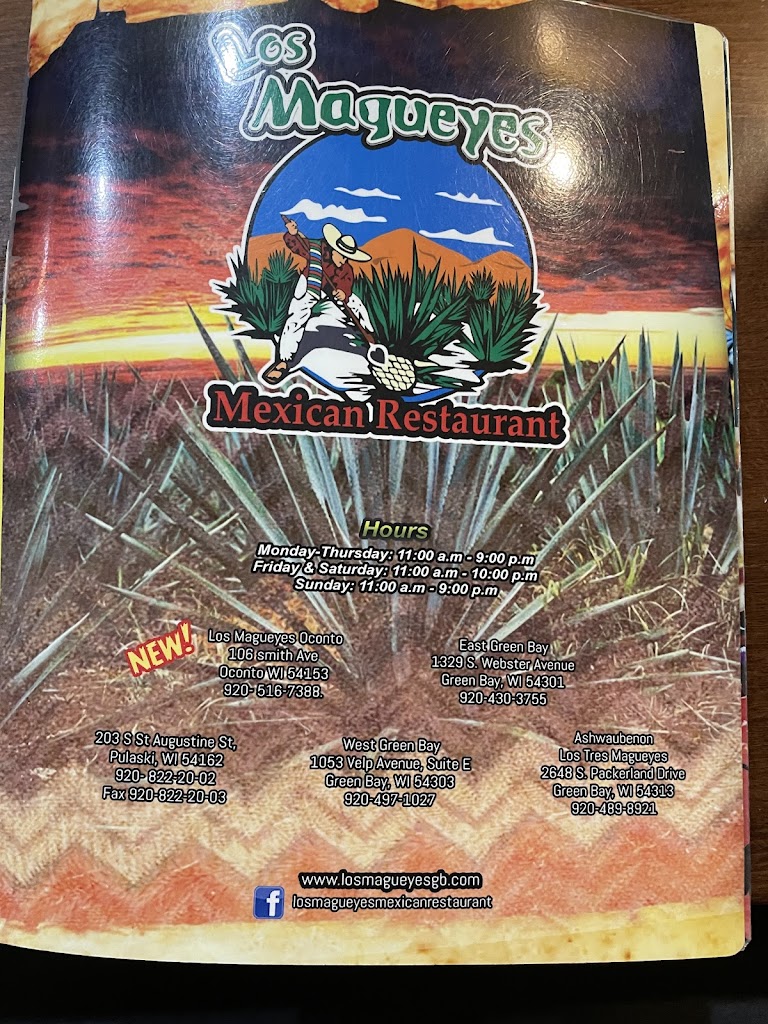 Los
Magueyes
Mexican Restaurant
Hours
Monday-Thursday: 11:00 a.m - 9:00 p.m
Friday & Saturday: 11:00 a.m - 10:00 p.m
Sunday: 11:00 a.m - 9:00 p.m
NEW!
Los Magueyes Oconto
106 smith Ave
Oconto WI 54153
920- 516-7388
East Green Bay
1329 S. Webster Avenue
Green Bay, WI 54301
920-430-3755
203 S St Augustine St,
Pulaski, WI 54162
920- 822-20-02
Fax 920-822-20-03
West Green Bay
1053 Velp Avenue, Suite E
Green Bay, WI 54303
920-497-1027
Ashwaubenon
Los Tres Magueyes
2648 S. Packerland Drive
Green Bay, WI 54313
920-489-8921
www.losmagueyesgb.com
f losmagueyesmexicanrestaurant